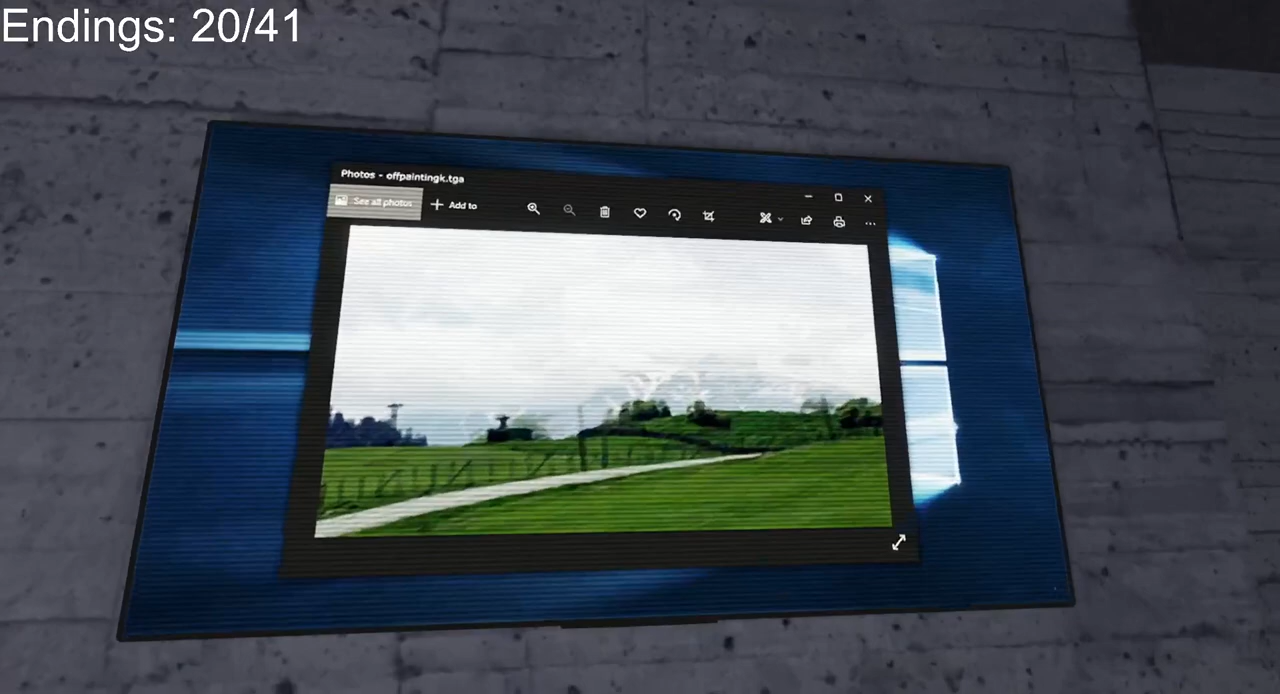 Endings: 20/41
Photos - offpaintingk.tga
See all photos
Add to